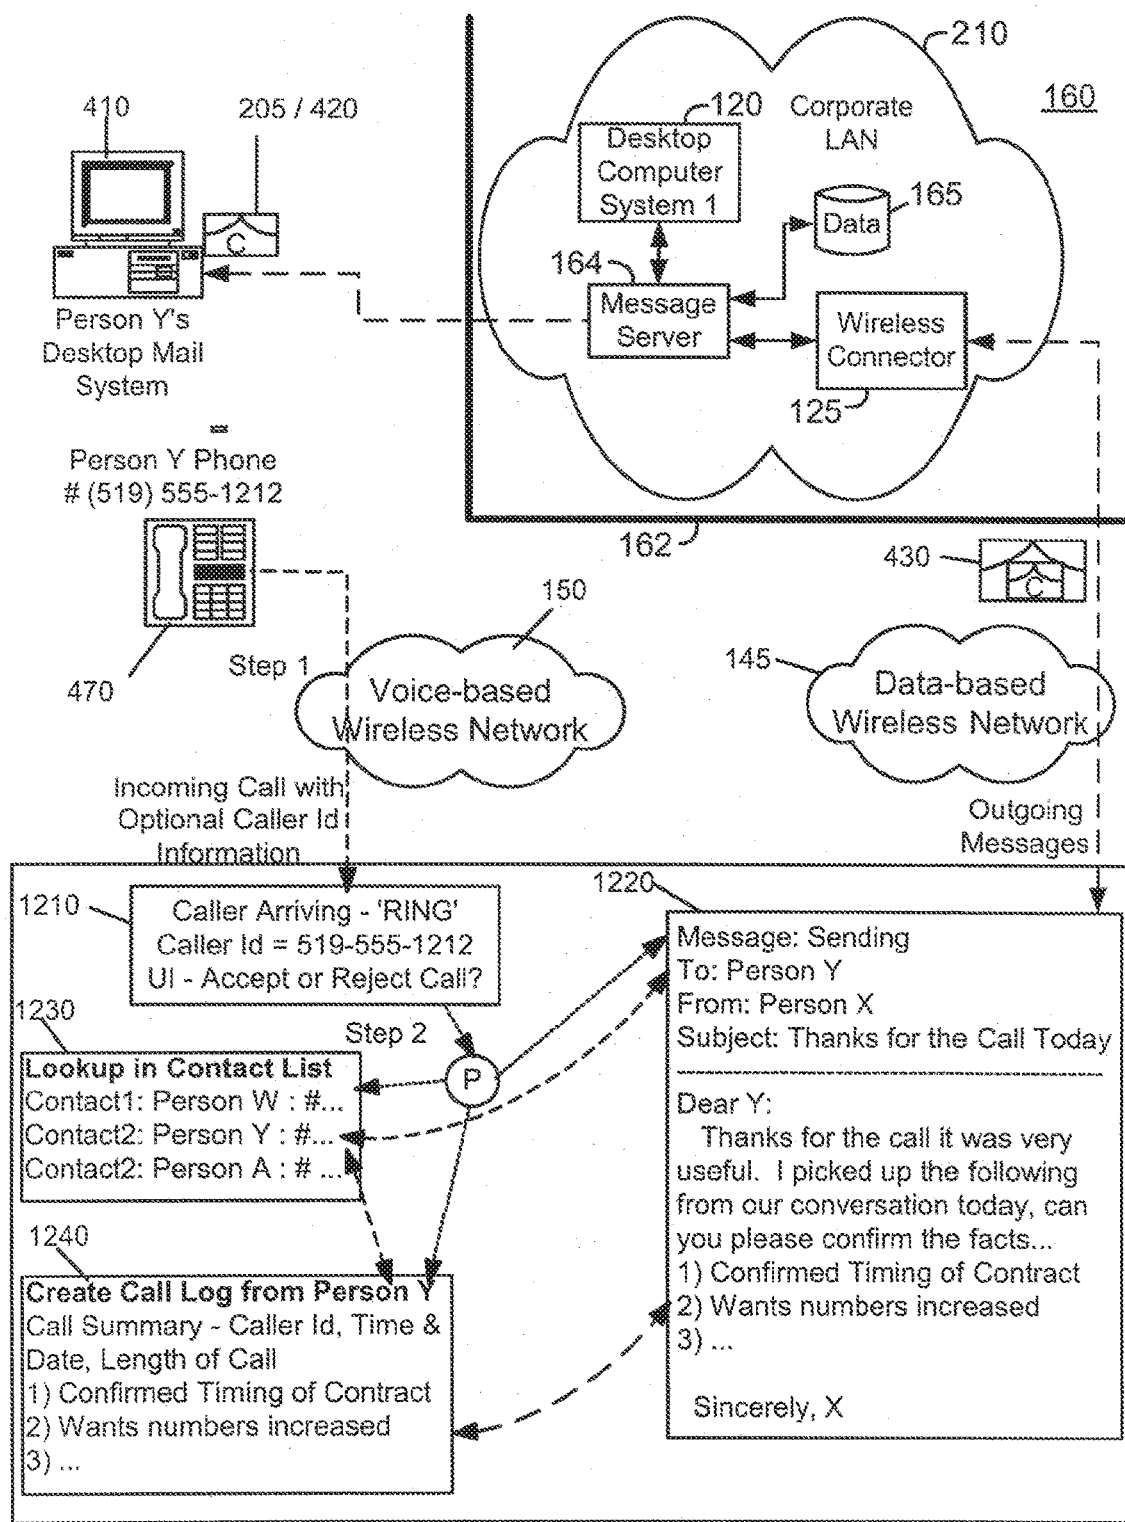 210
160
410
205 / 420
120
Corporate
LAN
Desktop
Computer
System 1
165
Data
C
164
Message
Server
Wireless
Connector
125
Person Y's
Desktop Mail
System
Person Y Phone
# (519) 555-1212
162
430
C
150
145
470
Step 1
Voice-based
Wireless Network
Data-based
Wireless Network
Incoming Call with
Optional Caller Id
Information
Outgoing
Messages
1210
Caller Arriving - 'RING'
Caller Id = 519-555-1212
UI - Accept or Reject Call?
1220
Message: Sending
To: Person Y
From: Person X
Subject: Thanks for the Call Today
Dear Y:
Thanks for the call it was very
useful. I picked up the following
from our conversation today, can
you please confirm the facts...
1) Confirmed Timing of Contract
2) Wants numbers increased
3) ...
Sincerely, X
1230
Step 2
P
Lookup in Contact List
Contact1: Person W : #...
Contact2: Person Y : #...
Contact2: Person A : # ...
1240
Create Call Log from Person Y
Call Summary - Caller Id, Time &
Date, Length of Call
1) Confirmed Timing of Contract
2) Wants numbers increased
3) ...